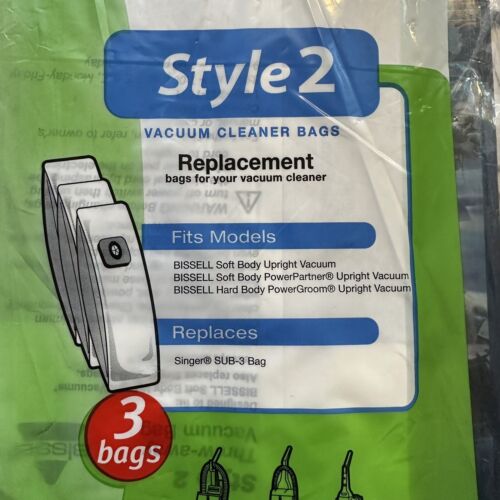 Style 2
VACUUM CLEANER BAGS
Replacement
bags for your vacuum cleaner
Fits Models
BISSELL Soft Body Upright Vacuum
BISSELL Soft Body PowerPartner® Upright Vacuum
BISSELL Hard Body PowerGroom® Upright Vacuum
Replaces
Singer® SUB-3 Bag
3
bags